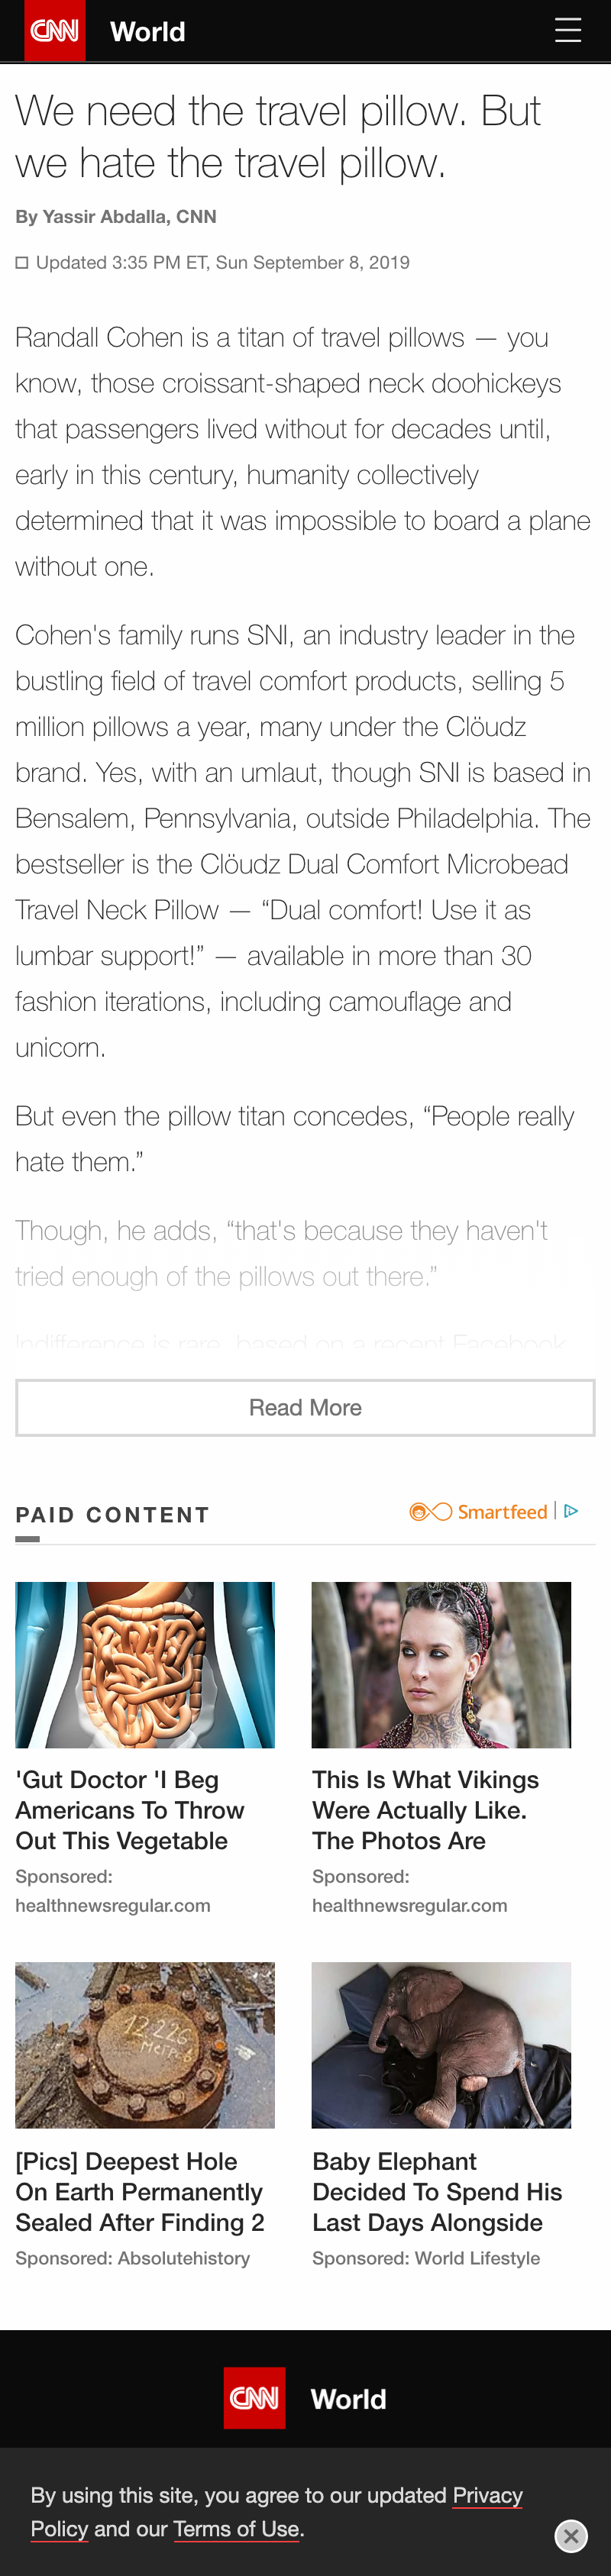 CNN World
We need the travel pillow. But
we hate the travel pillow.
By Yassir Abdalla, CNN
Updated 3:35 PM ET, Sun September 8, 2019
Randall Cohen is a titan of travel pillows — you
know, those croissant-shaped neck doohickeys
that passengers lived without for decades until,
early in this century, humanity collectively
determined that it was impossible to board a plane
without one.
Cohen's family runs SNI, an industry leader in the
bustling field of travel comfort products, selling 5
million pillows a year, many under the Clöudz
brand. Yes, with an umlaut, though SNI is based in
Bensalem, Pennsylvania, outside Philadelphia. The
bestseller is the Clöudz Dual Comfort Microbead
Travel Neck Pillow — “Dual comfort! Use it as
lumbar support!” — available in more than 30
fashion iterations, including camouflage and
unicorn.
But even the pillow titan concedes, “People really
hate them.”
Though, he adds, “that's because they haven't
tried enough of the pillows out there.”
Indifference is rare, based on a recent Facebook
Read More
PAID CONTENT
Smartfeed
'Gut Doctor 'I Beg
Americans To Throw
Out This Vegetable
Sponsored:
healthnewsregular.com
This Is What Vikings
Were Actually Like.
The Photos Are
Sponsored:
healthnewsregular.com
12.226
Метров
[Pics] Deepest Hole
On Earth Permanently
Sealed After Finding 2
Sponsored: Absolutehistory
Baby Elephant
Decided To Spend His
Last Days Alongside
Sponsored: World Lifestyle
CNN World
By using this site, you agree to our updated Privacy
Policy and our Terms of Use.